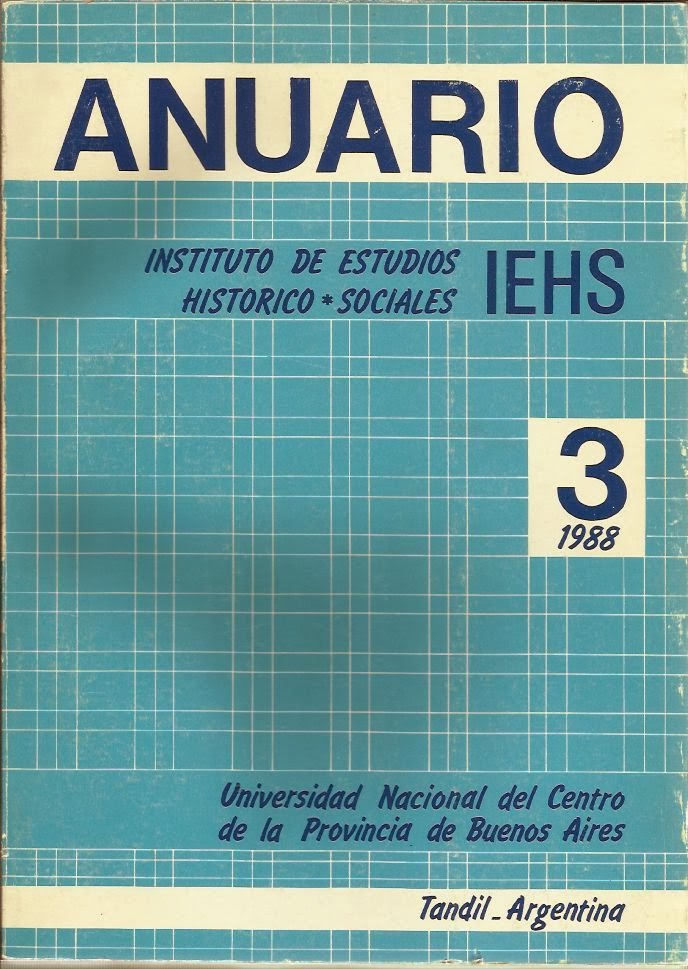 ANUARIO
INSTITUTO DE ESTUDIOS
HISTORICO * SOCIALES
IEHS
3
1988
Universidad Nacional del Centro
de la Provincia de Buenos Aires
Tandil - Argentina